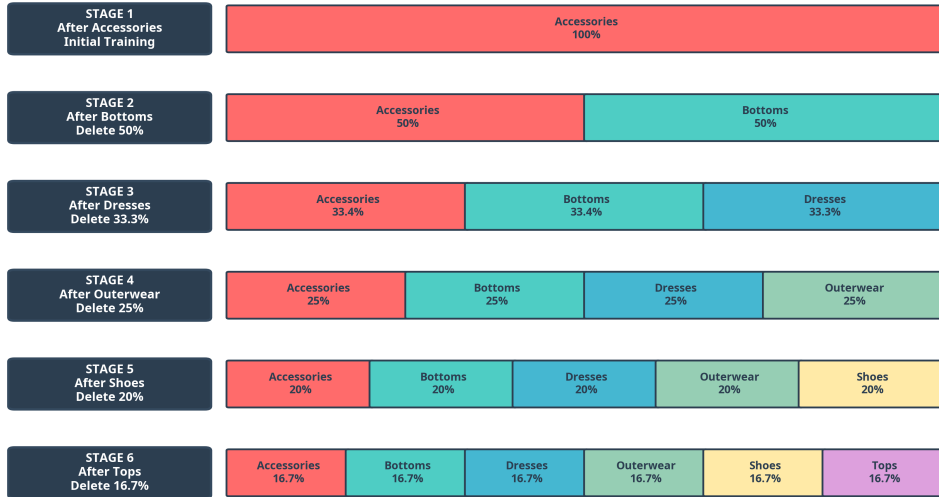 STAGE 1
After Accessories
Initial Training
Accessories
100%
STAGE 2
After Bottoms
Delete 50%
Accessories
50%
Bottoms
50%
STAGE 3
After Dresses
Delete 33.3%
Accessories
33.4%
Bottoms
33.4%
Dresses
33.3%
STAGE 4
After Outerwear
Delete 25%
Accessories
25%
Bottoms
25%
Dresses
25%
Outerwear
25%
STAGE 5
After Shoes
Delete 20%
Accessories
20%
Bottoms
20%
Dresses
20%
Outerwear
20%
Shoes
20%
STAGE 6
After Tops
Delete 16.7%
Accessories
16.7%
Bottoms
16.7%
Dresses
16.7%
Outerwear
16.7%
Shoes
16.7%
Tops
16.7%